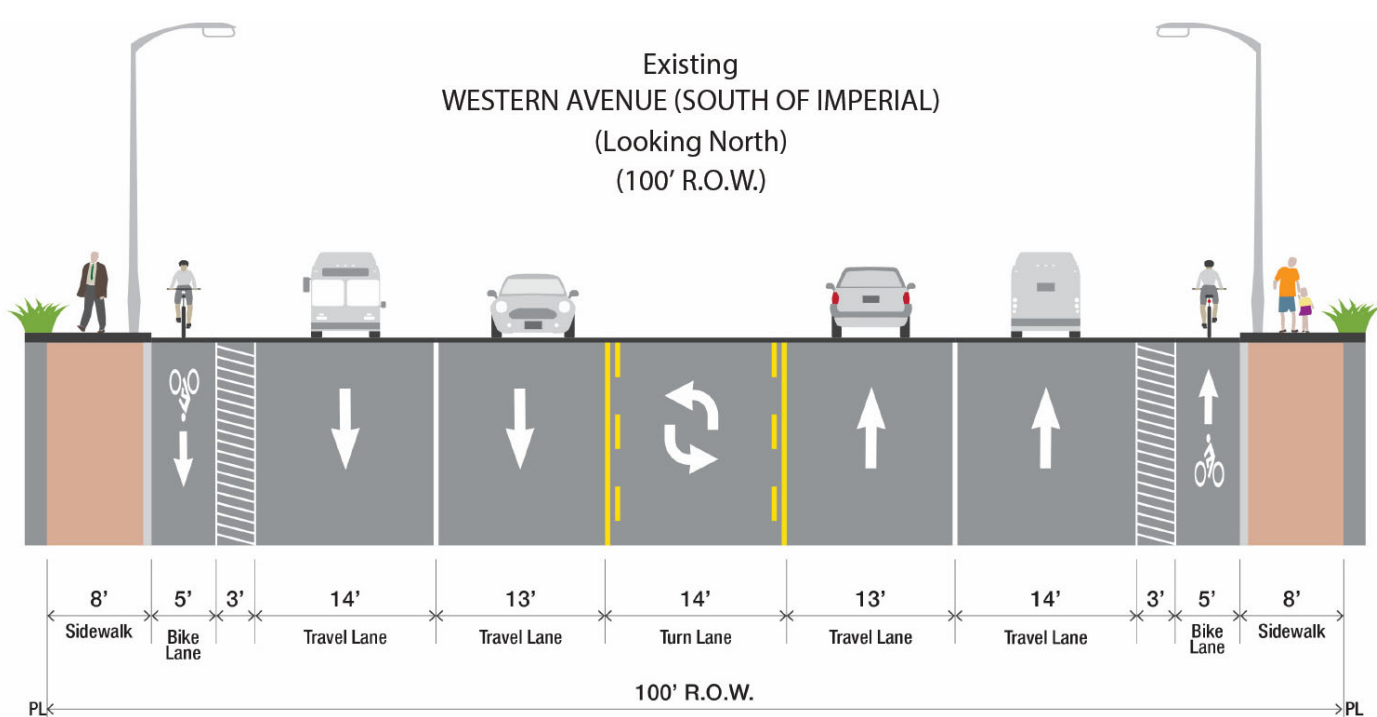 Existing
WESTERN AVENUE (SOUTH OF IMPERIAL)
(Looking North)
(100’ R.O.W.)
8’ 5’ 3’ 14’ 13’ 14’ 13’ 14’ 3’ 5’ 8’
Sidewalk Bike Travel Lane Travel Lane Turn Lane Travel Lane Travel Lane Bike Sidewalk
Lane Lane
100’ R.O.W.
PL PL